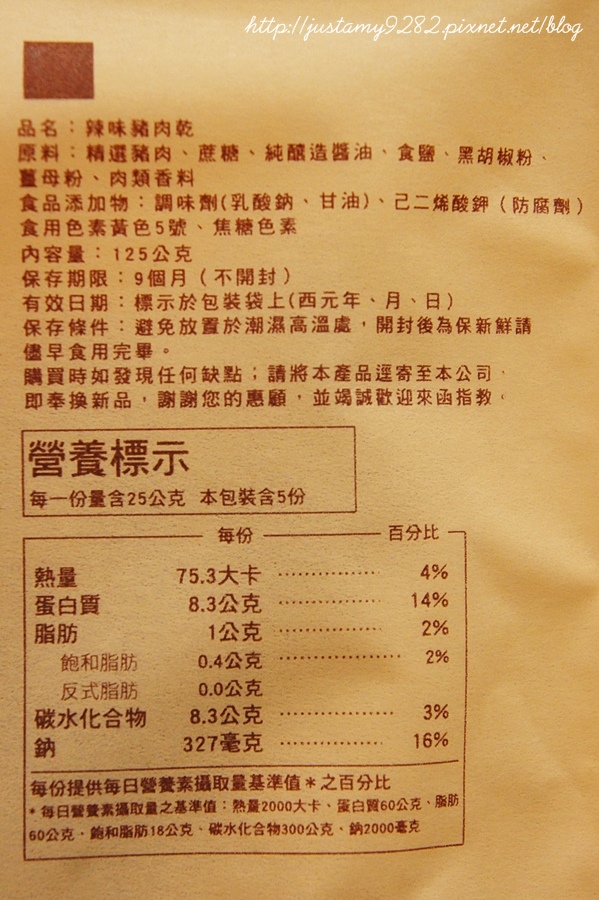 http://justamy9282.pixnet.net/blog
品名：辣味豬肉乾
原料：精選豬肉、蔗糖、純釀造醬油、食鹽、黑胡椒粉、
薑母粉、肉類香料
食品添加物：調味劑(乳酸鈉、甘油)、己二烯酸鉀（防腐劑）
食用色素黃色5號、焦糖色素
內容量：125公克
保存期限：9個月（不開封）
有效日期：標示於包裝袋上(西元年、月、日）
保存條件：避免放置於潮濕高溫處，開封後為保新鮮請
儘早食用完畢。
購買時如發現任何缺點；請將本產品逕寄至本公司、
即奉換新品，謝謝您的惠顧，並竭誠歡迎來函指教。
營養標示
每一份量含25公克 本包裝含5份
每份 百分比
熱量 75.3大卡 4%
蛋白質 8.3公克 14%
脂肪 1公克 2%
飽和脂肪 0.4公克 2%
反式脂肪 0.0公克
碳水化合物 8.3公克 3%
鈉 327毫克 16%
每份提供每日營養素攝取量基準值＊之百分比
＊每日營養素攝取量之基準值：熱量2000大卡、蛋白質60公克、脂肪
60公克、飽和脂肪18公克、碳水化合物300公克、鈉2000毫克